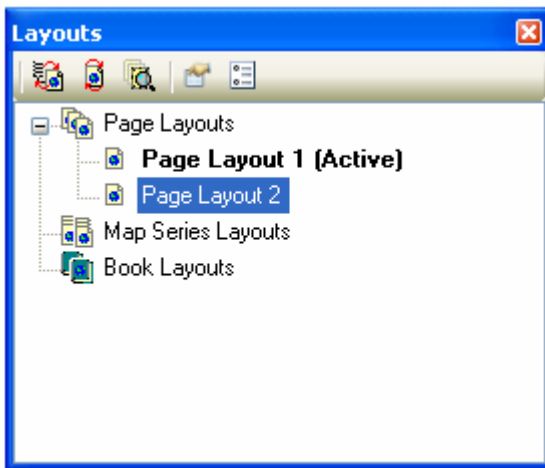 Layouts
Page Layouts
Page Layout 1 (Active)
Page Layout 2
Map Series Layouts
Book Layouts